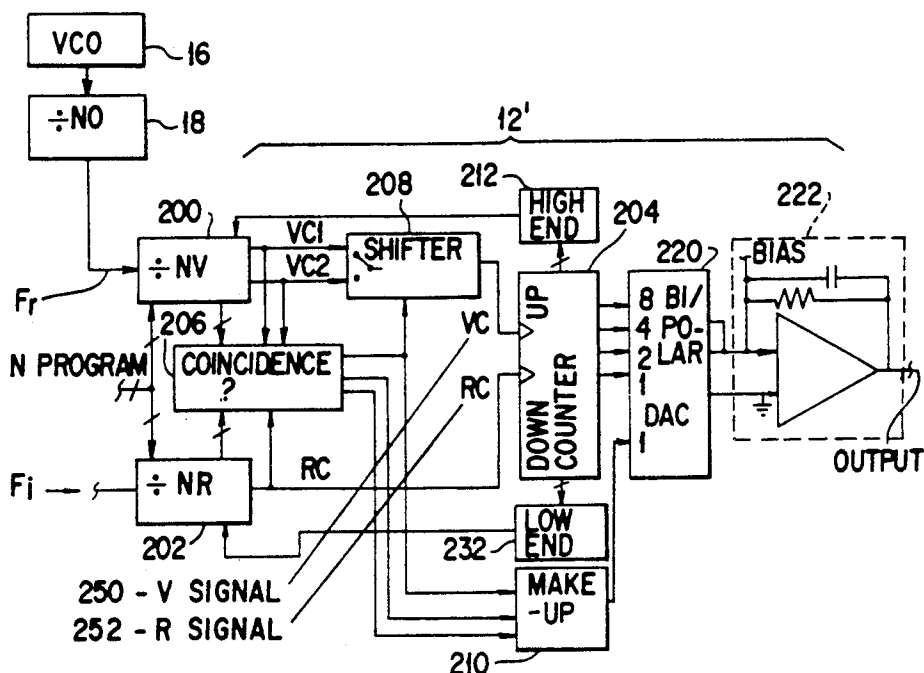 VCO
16
÷NO
18
12'
212
HIGH
END
204
222
200
208
220
BIAS
VC1
SHIFTER
÷ NV
VC2
Fr
206
UP
8 BI/
4 PO-
2 LAR
1
DAC
1
VC
N PROGRAM
COINCIDENCE
?
RC
DOWN
COUNTER
OUTPUT
Fi
÷ NR
RC
202
232
LOW
END
250 - V SIGNAL
252 - R SIGNAL
MAKE
-UP
210